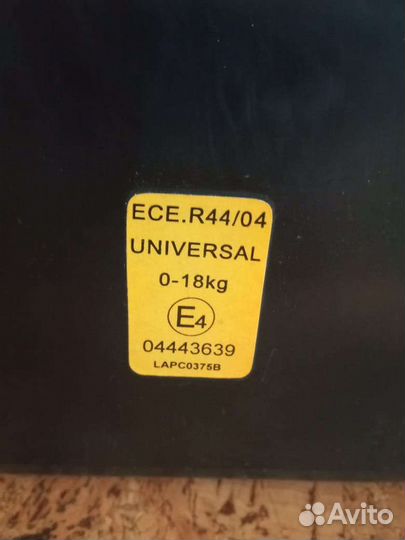 ECE.R44/04
UNIVERSAL
0-18kg
E4
04443639
LAPC0375B
Avito